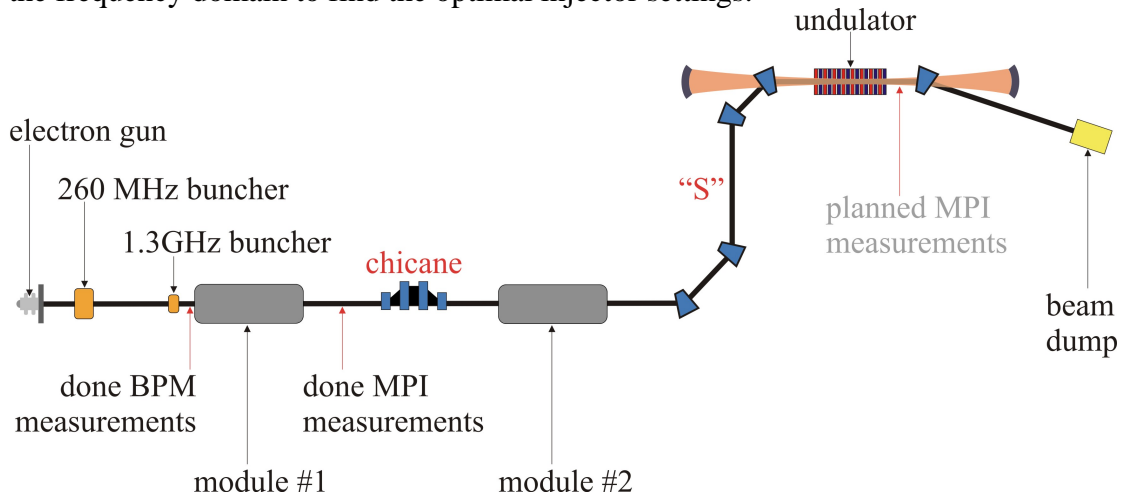 the frequency domain to find the optimal injector settings.
undulator
electron gun
260 MHz buncher
“S”
planned MPI
measurements
1.3GHz buncher
chicane
beam
dump
done BPM
measurements
done MPI
measurements
module #1
module #2